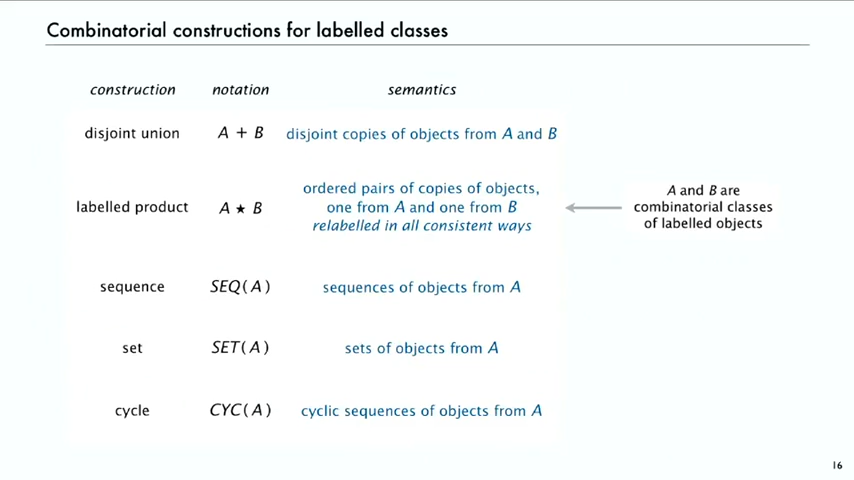 Combinatorial constructions for labelled classes
construction notation semantics
disjoint union A + B disjoint copies of objects from A and B
labelled product A ★ B ordered pairs of copies of objects,
one from A and one from B
relabelled in all consistent ways
A and B are
combinatorial classes
of labelled objects
sequence SEQ(A) sequences of objects from A
set SET(A) sets of objects from A
cycle CYC(A) cyclic sequences of objects from A
16